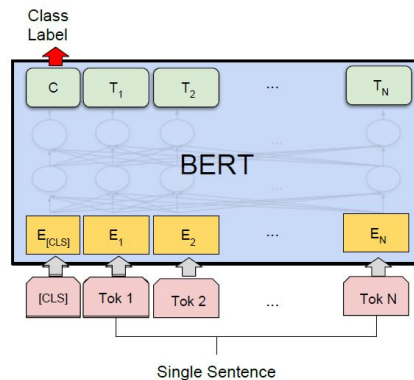 Class
Label
C T1 T2 ... TN
...
BERT
...
E[CLS] E1 E2 ... EN
[CLS] Tok 1 Tok 2 ... Tok N
Single Sentence